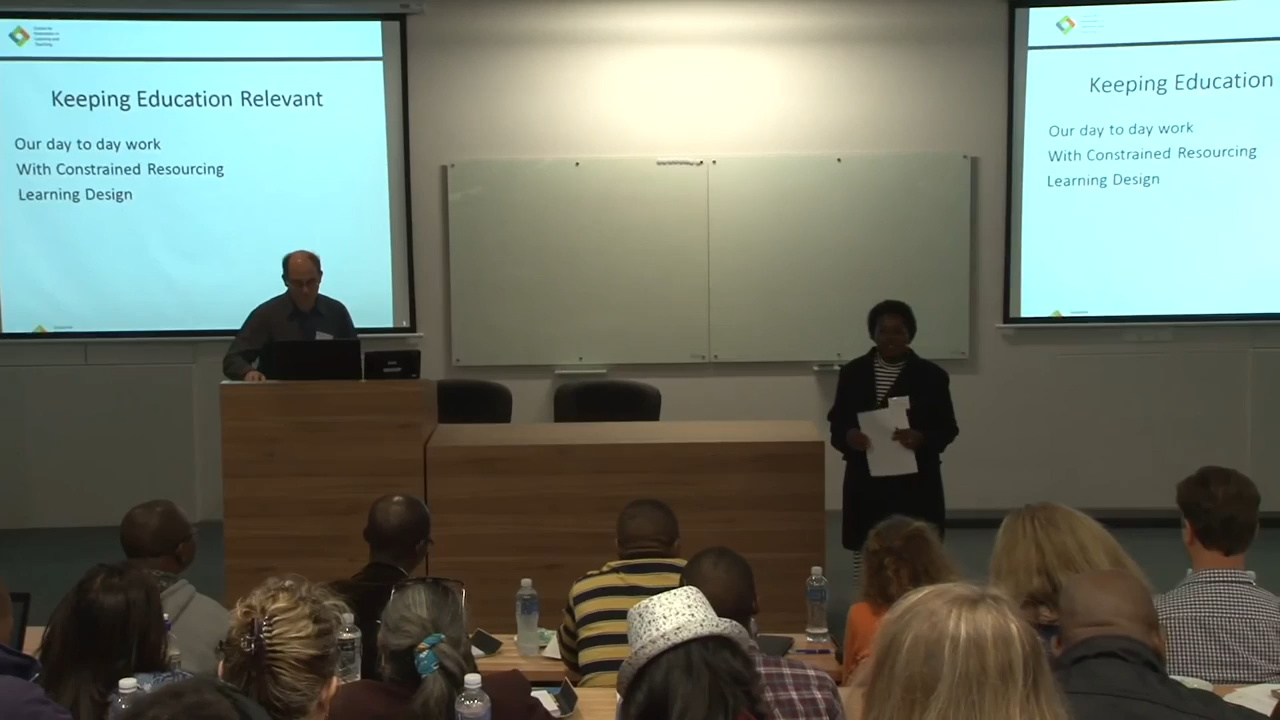 Keeping Education Relevant
Our day to day work
With Constrained Resourcing
Learning Design
Keeping Education
Our day to day work
With Constrained Resourcing
Learning Design